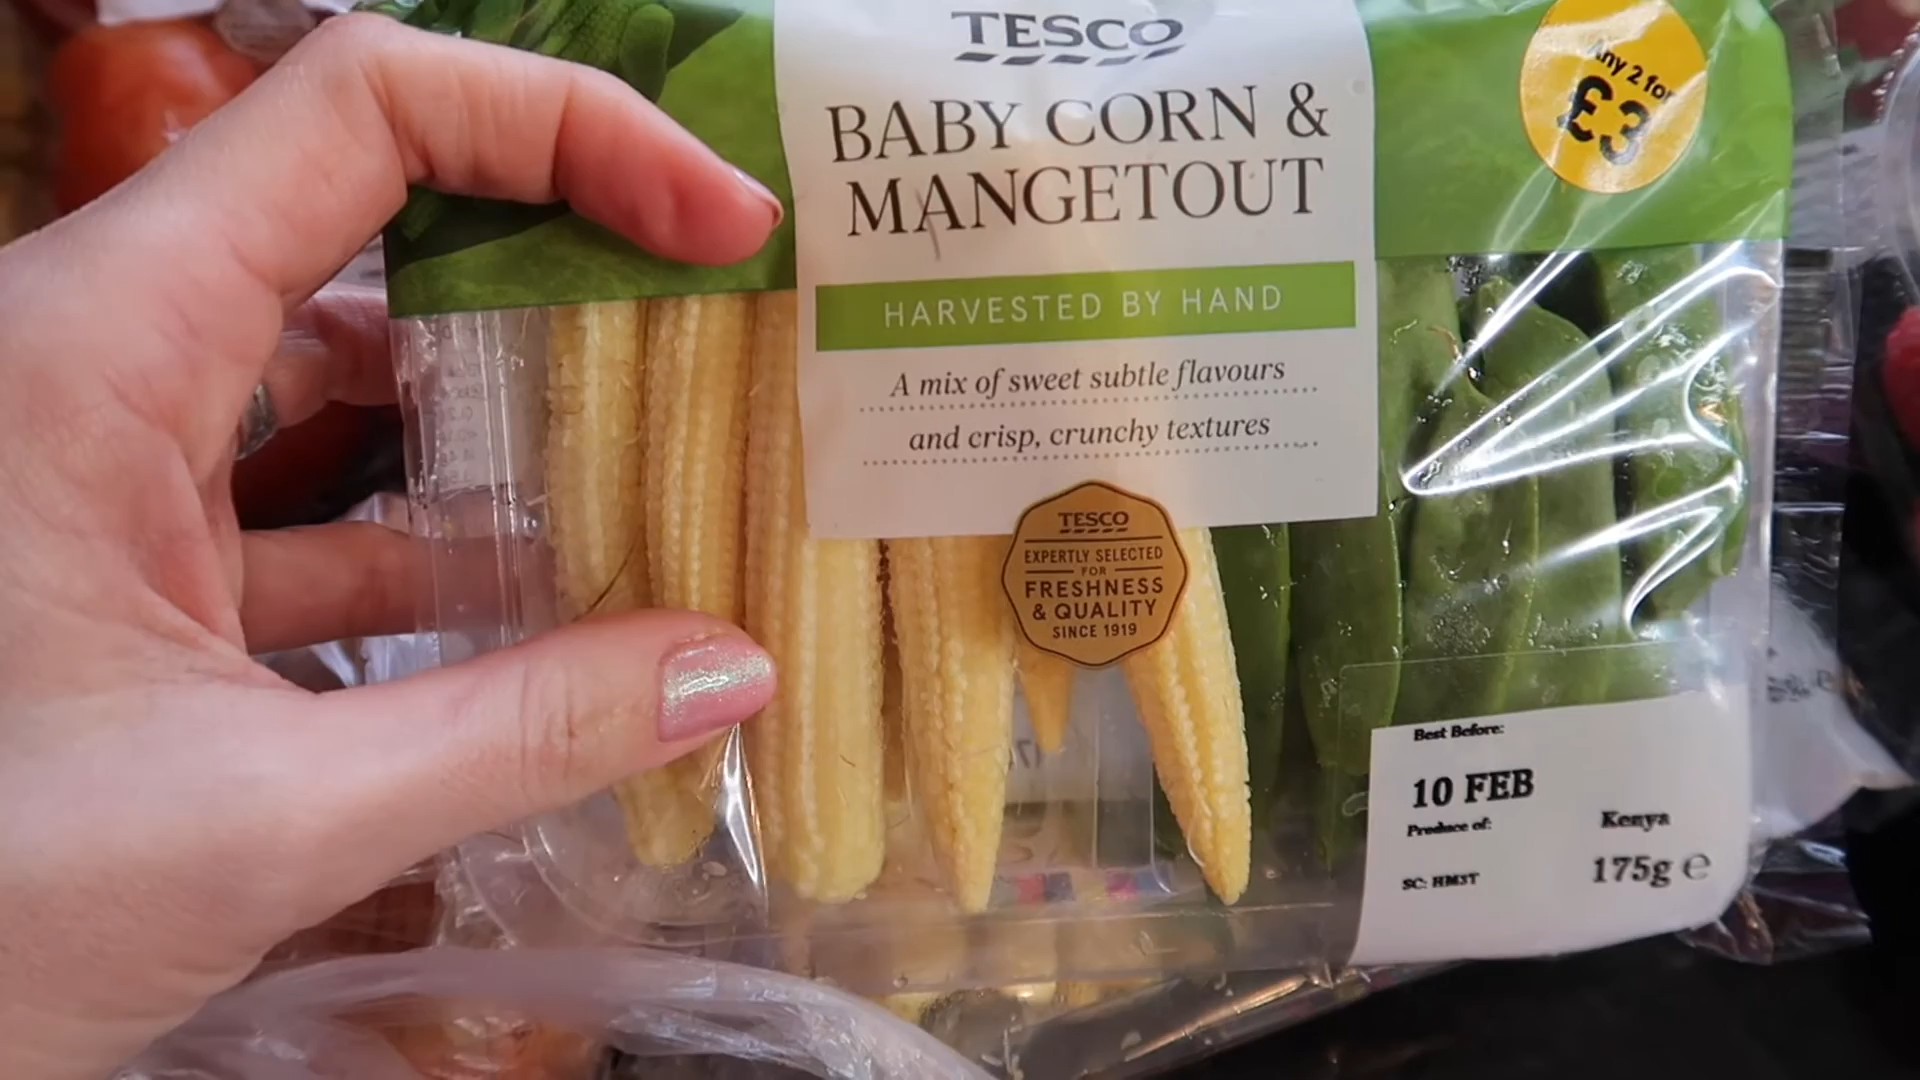 TESCO
BABY CORN &
MANGETOUT
HARVESTED BY HAND
A mix of sweet subtle flavours
and crisp, crunchy textures
Any 2 for
£3
TESCO
EXPERTLY SELECTED
FOR
FRESHNESS
& QUALITY
SINCE 1919
Best Before:
10 FEB
Produce of: Kenya
SC: HM3T 175g e